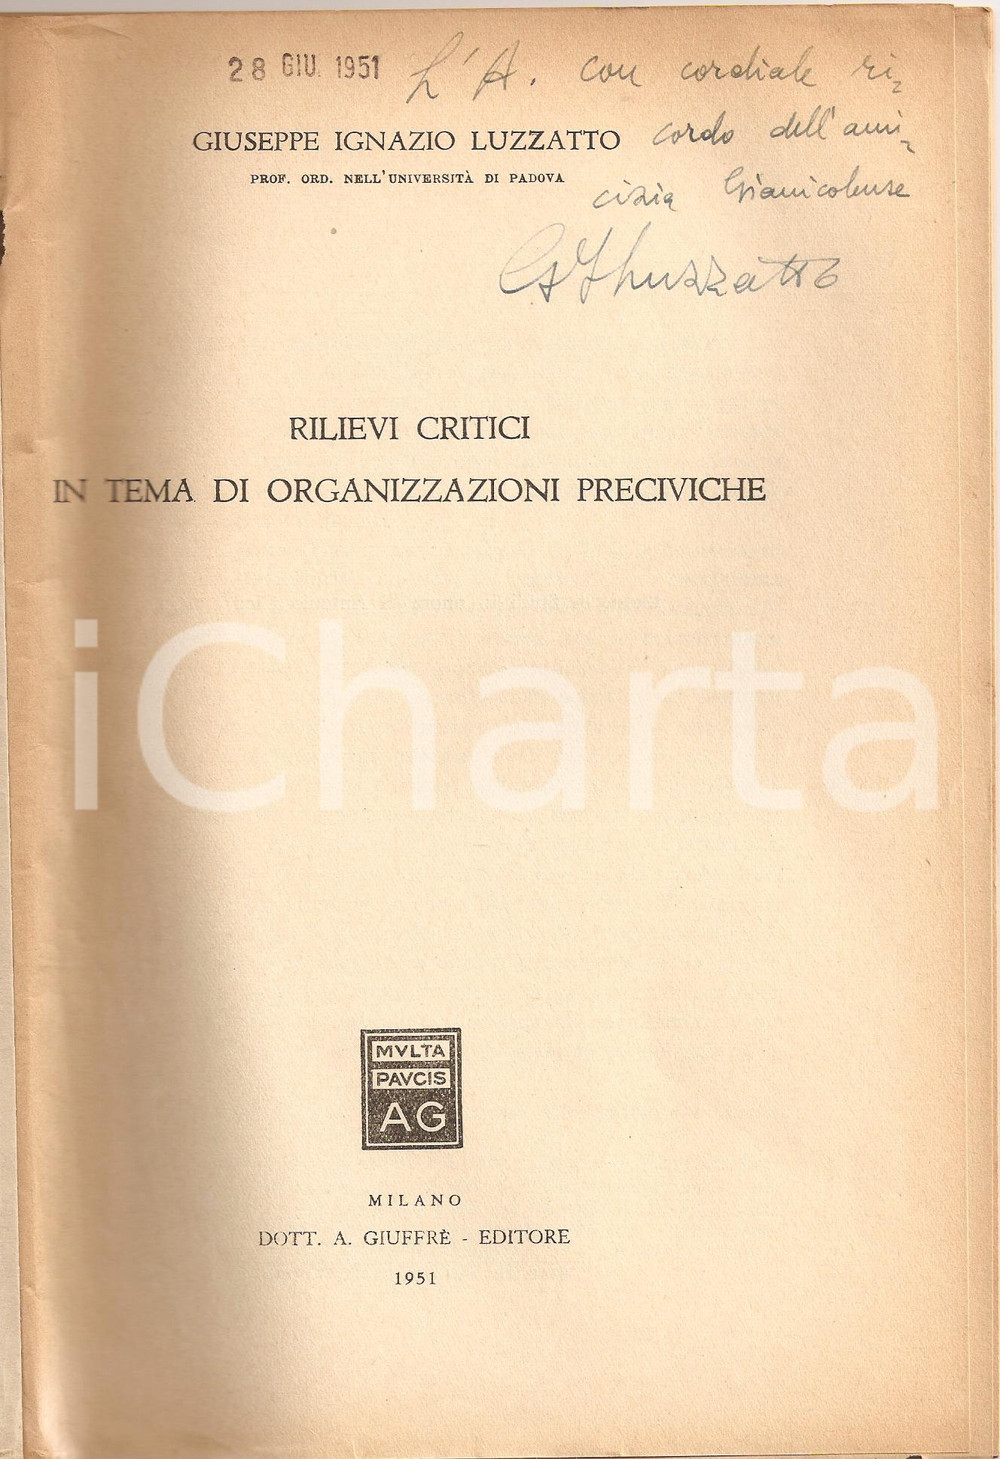 28 GIU. 1951
L'A. con cordiale ri-
cordo dell'ami-
cizia Gianicolense
GILuzzatto
GIUSEPPE IGNAZIO LUZZATTO
PROF. ORD. NELL'UNIVERSITÀ DI PADOVA
RILIEVI CRITICI
IN TEMA DI ORGANIZZAZIONI PRECIVICHE
iCharta
MVLTA
PAVCIS
AG
MILANO
DOTT. A. GIUFFRÈ - EDITORE
1951